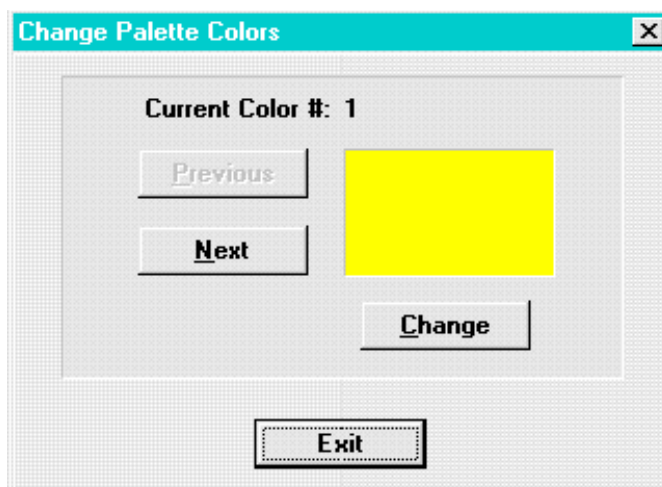 Change Palette Colors
Current Color #: 1
Previous
Next
Change
Exit